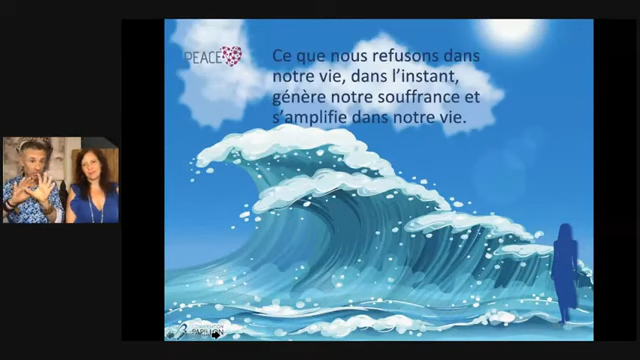 PEACE
Ce que nous refusons dans
notre vie, dans l’instant,
génère notre souffrance et
s’amplifie dans notre vie.
PAPILLON